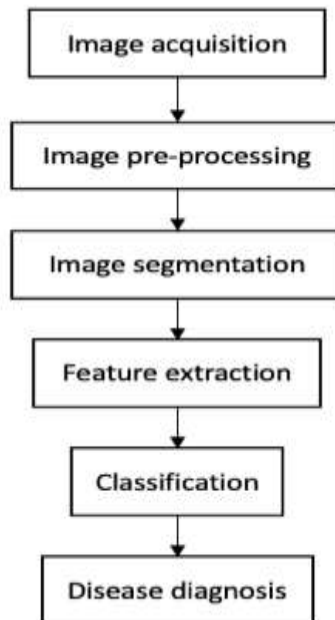 Image acquisition
Image pre-processing
Image segmentation
Feature extraction
Classification
Disease diagnosis